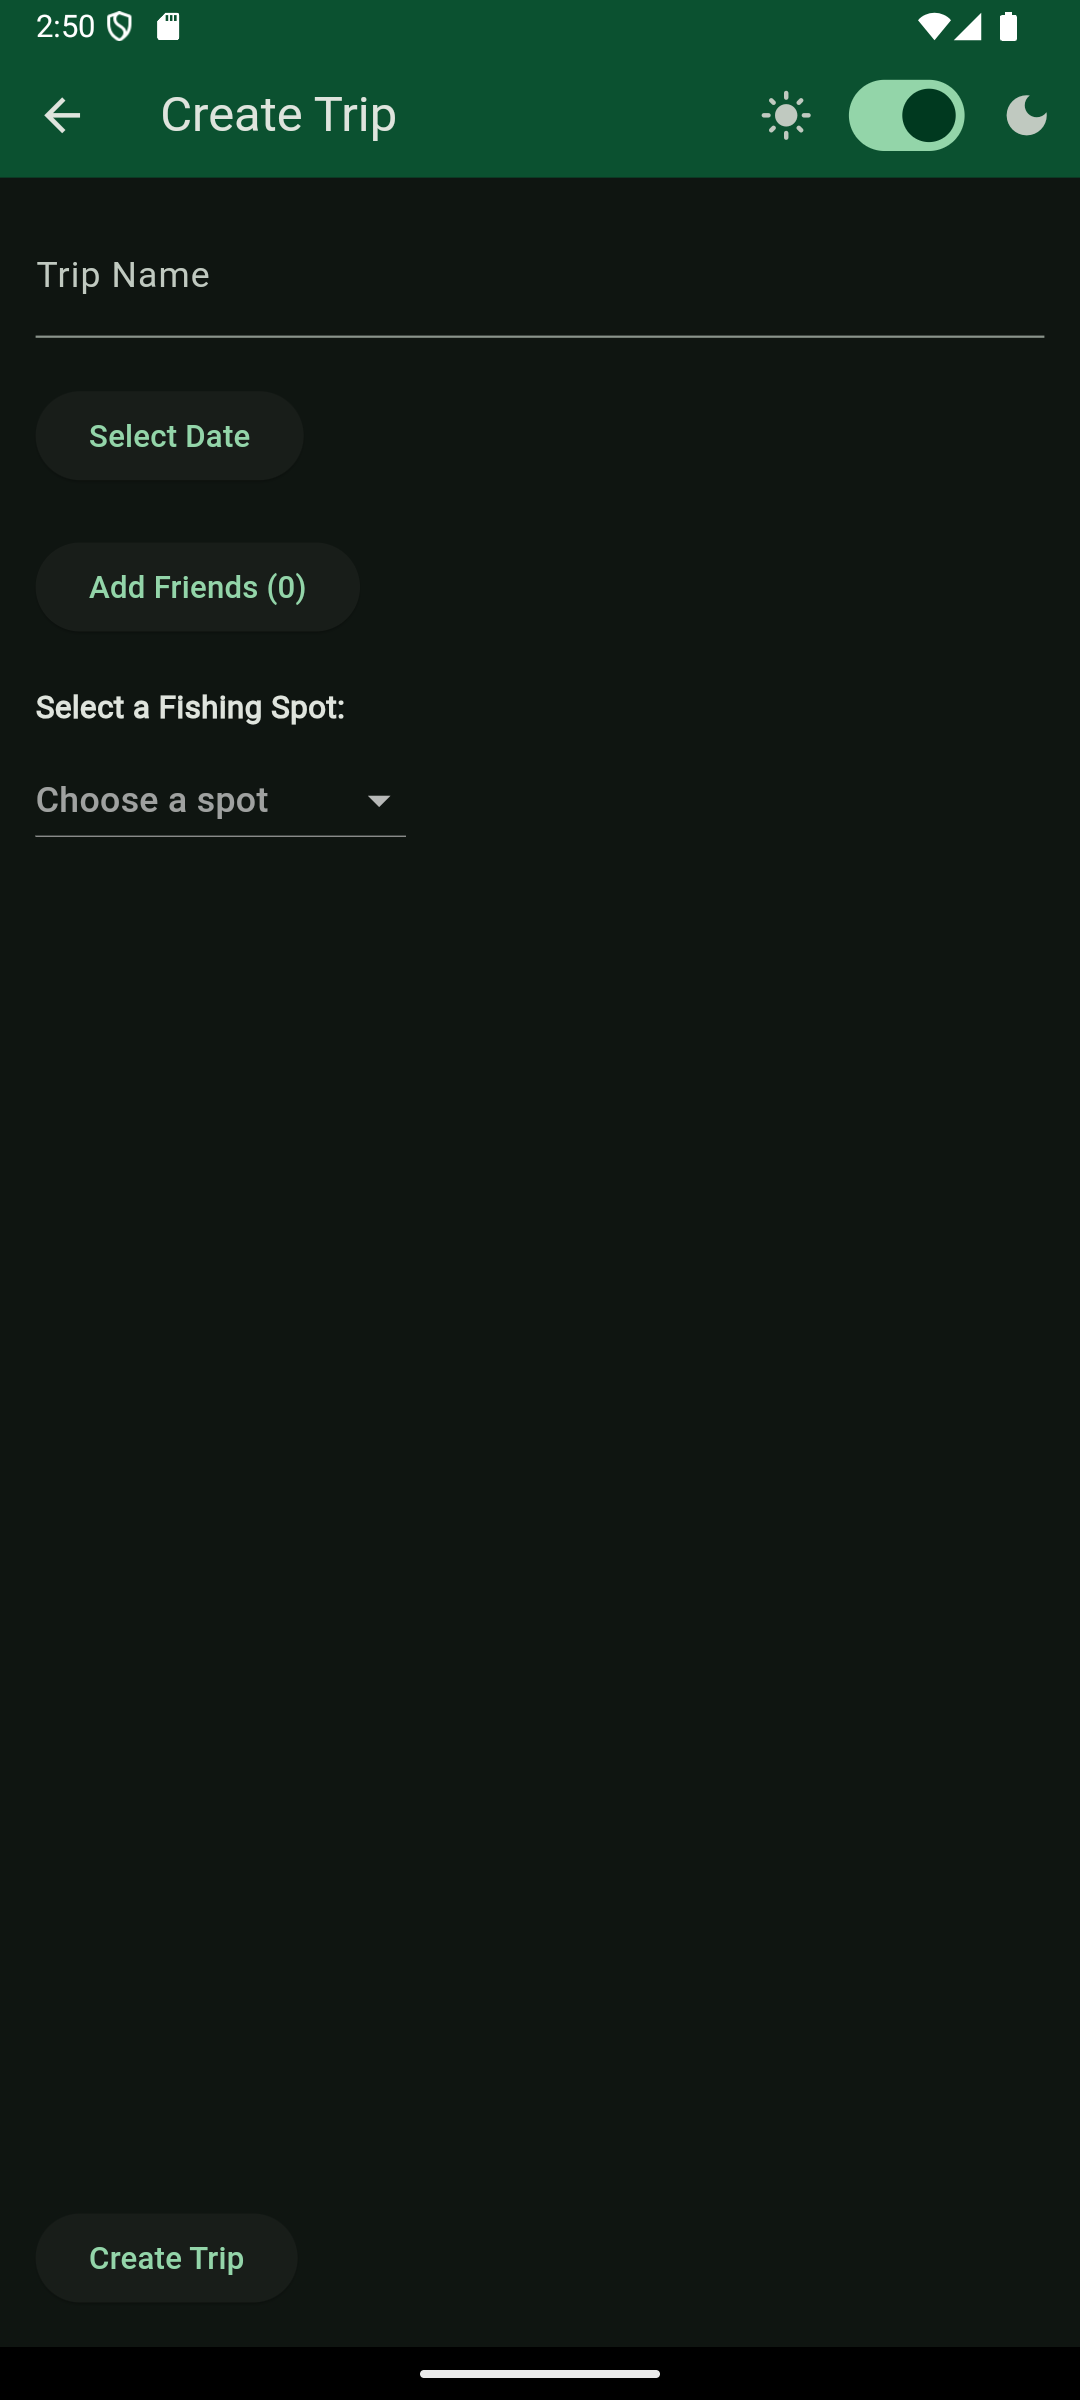 2:50
Create Trip
Trip Name
Select Date
Add Friends (0)
Select a Fishing Spot:
Choose a spot
Create Trip